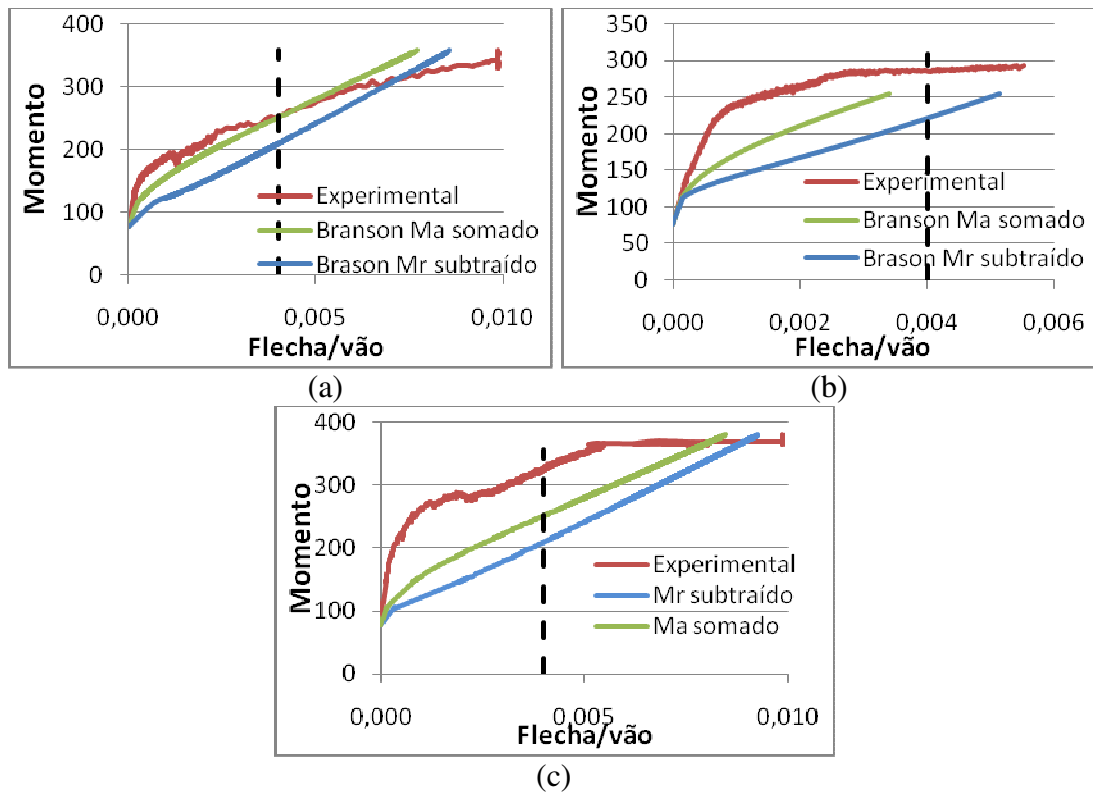 400
300
200
100
0
Momento
Experimental
Branson Ma somado
Brason Mr subtraído
0,000
0,005
0,010
Flecha/vão
(a)
350
300
250
200
150
100
50
0
Momento
Experimental
Branson Ma somado
Brason Mr subtraído
0,000
0,002
0,004
0,006
Flecha/vão
(b)
400
300
200
100
0
Momento
Experimental
Mr subtraído
Ma somado
0,000
0,005
0,010
Flecha/vão
(c)